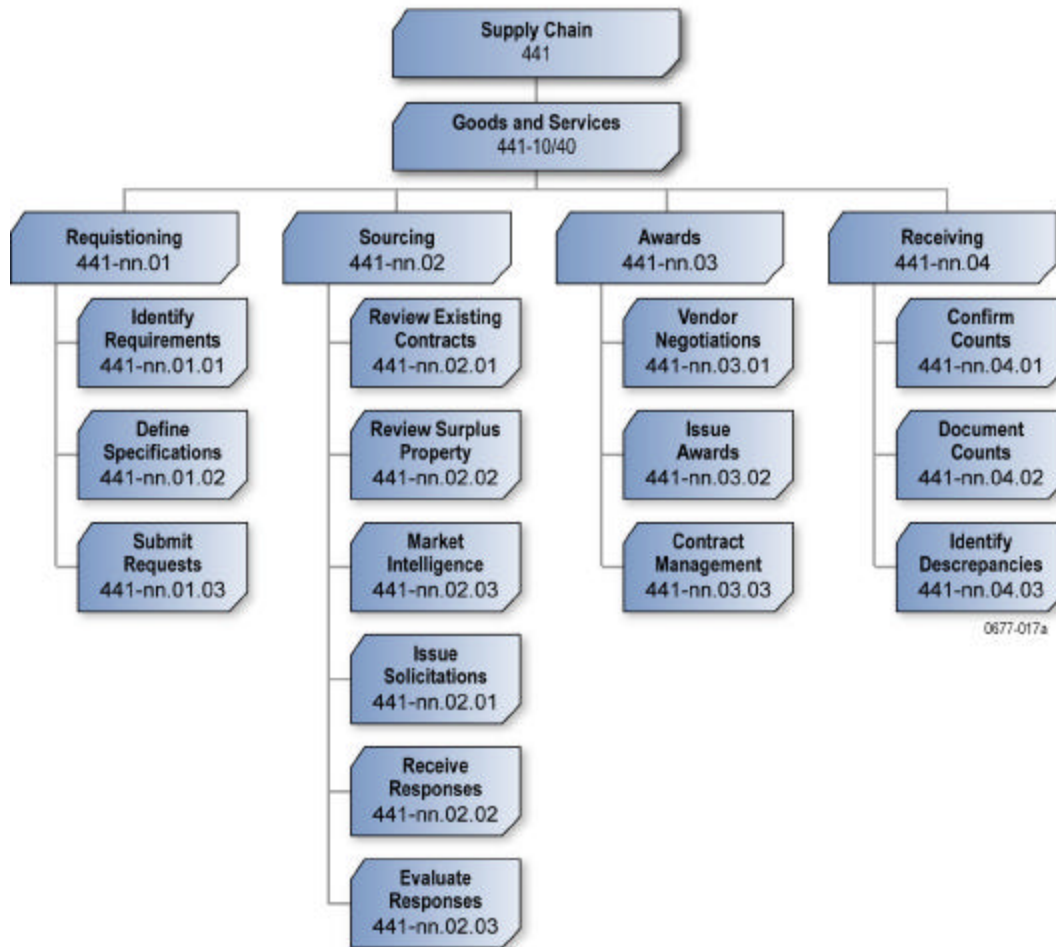 Supply Chain
441
Goods and Services
441-10/40
Requistioning
441-nn.01
Identify
Requirements
441-nn.01.01
Define
Specifications
441-nn.01.02
Submit
Requests
441-nn.01.03
Sourcing
441-nn.02
Review Existing
Contracts
441-nn.02.01
Review Surplus
Property
441-nn.02.02
Market
Intelligence
441-nn.02.03
Issue
Solicitations
441-nn.02.01
Receive
Responses
441-nn.02.02
Evaluate
Responses
441-nn.02.03
Awards
441-nn.03
Vendor
Negotiations
441-nn.03.01
Issue
Awards
441-nn.03.02
Contract
Management
441-nn.03.03
Receiving
441-nn.04
Confirm
Counts
441-nn.04.01
Document
Counts
441-nn.04.02
Identify
Descrepancies
441-nn.04.03
0677-017a